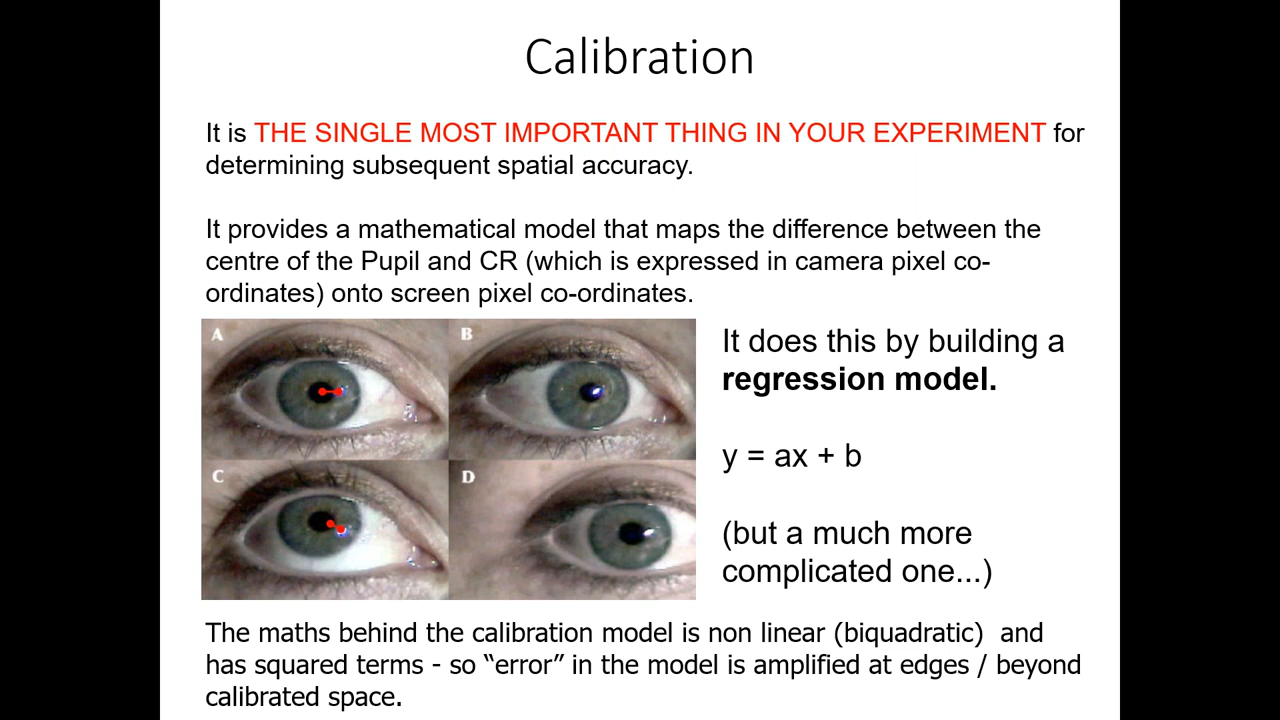 Calibration
It is THE SINGLE MOST IMPORTANT THING IN YOUR EXPERIMENT for
determining subsequent spatial accuracy.
It provides a mathematical model that maps the difference between the
centre of the Pupil and CR (which is expressed in camera pixel co-
ordinates) onto screen pixel co-ordinates.
A
B
C
D
It does this by building a
regression model.
y = ax + b
(but a much more
complicated one...)
The maths behind the calibration model is non linear (biquadratic)  and
has squared terms - so “error” in the model is amplified at edges / beyond
calibrated space.